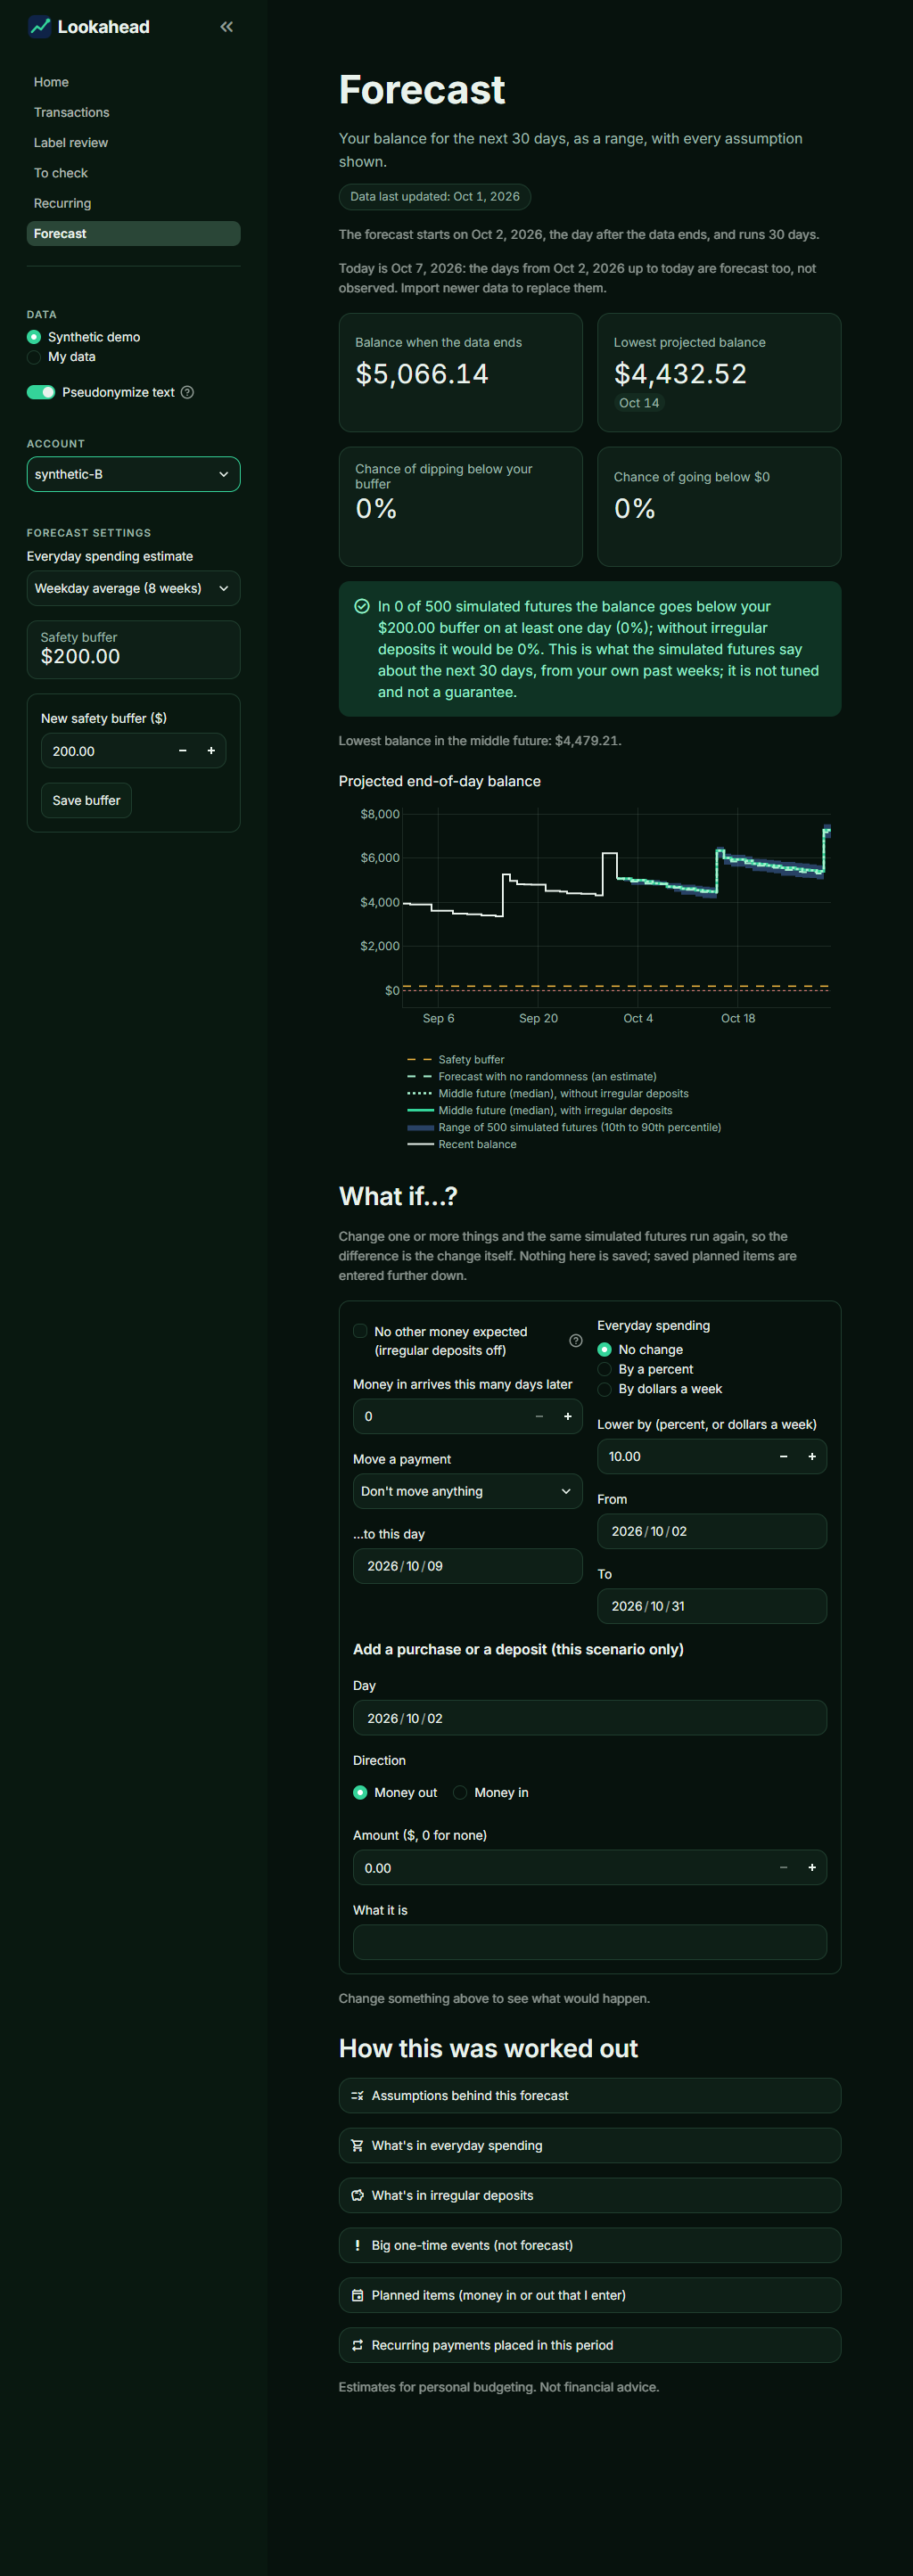 Lookahead
Home
Transactions
Label review
To check
Recurring
Forecast
DATA
Synthetic demo
My data
Pseudonymize text
ACCOUNT
synthetic-B
FORECAST SETTINGS
Everyday spending estimate
Weekday average (8 weeks)
Safety buffer
$200.00
New safety buffer ($)
200.00
Save buffer
Forecast
Your balance for the next 30 days, as a range, with every assumption
shown.
Data last updated: Oct 1, 2026
The forecast starts on Oct 2, 2026, the day after the data ends, and runs 30 days.
Today is Oct 7, 2026: the days from Oct 2, 2026 up to today are forecast too, not
observed. Import newer data to replace them.
Balance when the data ends
$5,066.14
Lowest projected balance
$4,432.52
Oct 14
Chance of dipping below your
buffer
0%
Chance of going below $0
0%
In 0 of 500 simulated futures the balance goes below your
$200.00 buffer on at least one day (0%); without irregular
deposits it would be 0%. This is what the simulated futures say
about the next 30 days, from your own past weeks; it is not tuned
and not a guarantee.
Lowest balance in the middle future: $4,479.21.
Projected end-of-day balance
$8,000
$6,000
$4,000
$2,000
$0
Sep 6
Sep 20
Oct 4
Oct 18
Safety buffer
Forecast with no randomness (an estimate)
Middle future (median), without irregular deposits
Middle future (median), with irregular deposits
Range of 500 simulated futures (10th to 90th percentile)
Recent balance
What if...?
Change one or more things and the same simulated futures run again, so the
difference is the change itself. Nothing here is saved; saved planned items are
entered further down.
No other money expected
(irregular deposits off)
Money in arrives this many days later
0
Move a payment
Don't move anything
...to this day
2026/10/09
Everyday spending
No change
By a percent
By dollars a week
Lower by (percent, or dollars a week)
10.00
From
2026/10/02
To
2026/10/31
Add a purchase or a deposit (this scenario only)
Day
2026/10/02
Direction
Money out
Money in
Amount ($, 0 for none)
0.00
What it is
Change something above to see what would happen.
How this was worked out
Assumptions behind this forecast
What's in everyday spending
What's in irregular deposits
Big one-time events (not forecast)
Planned items (money in or out that I enter)
Recurring payments placed in this period
Estimates for personal budgeting. Not financial advice.